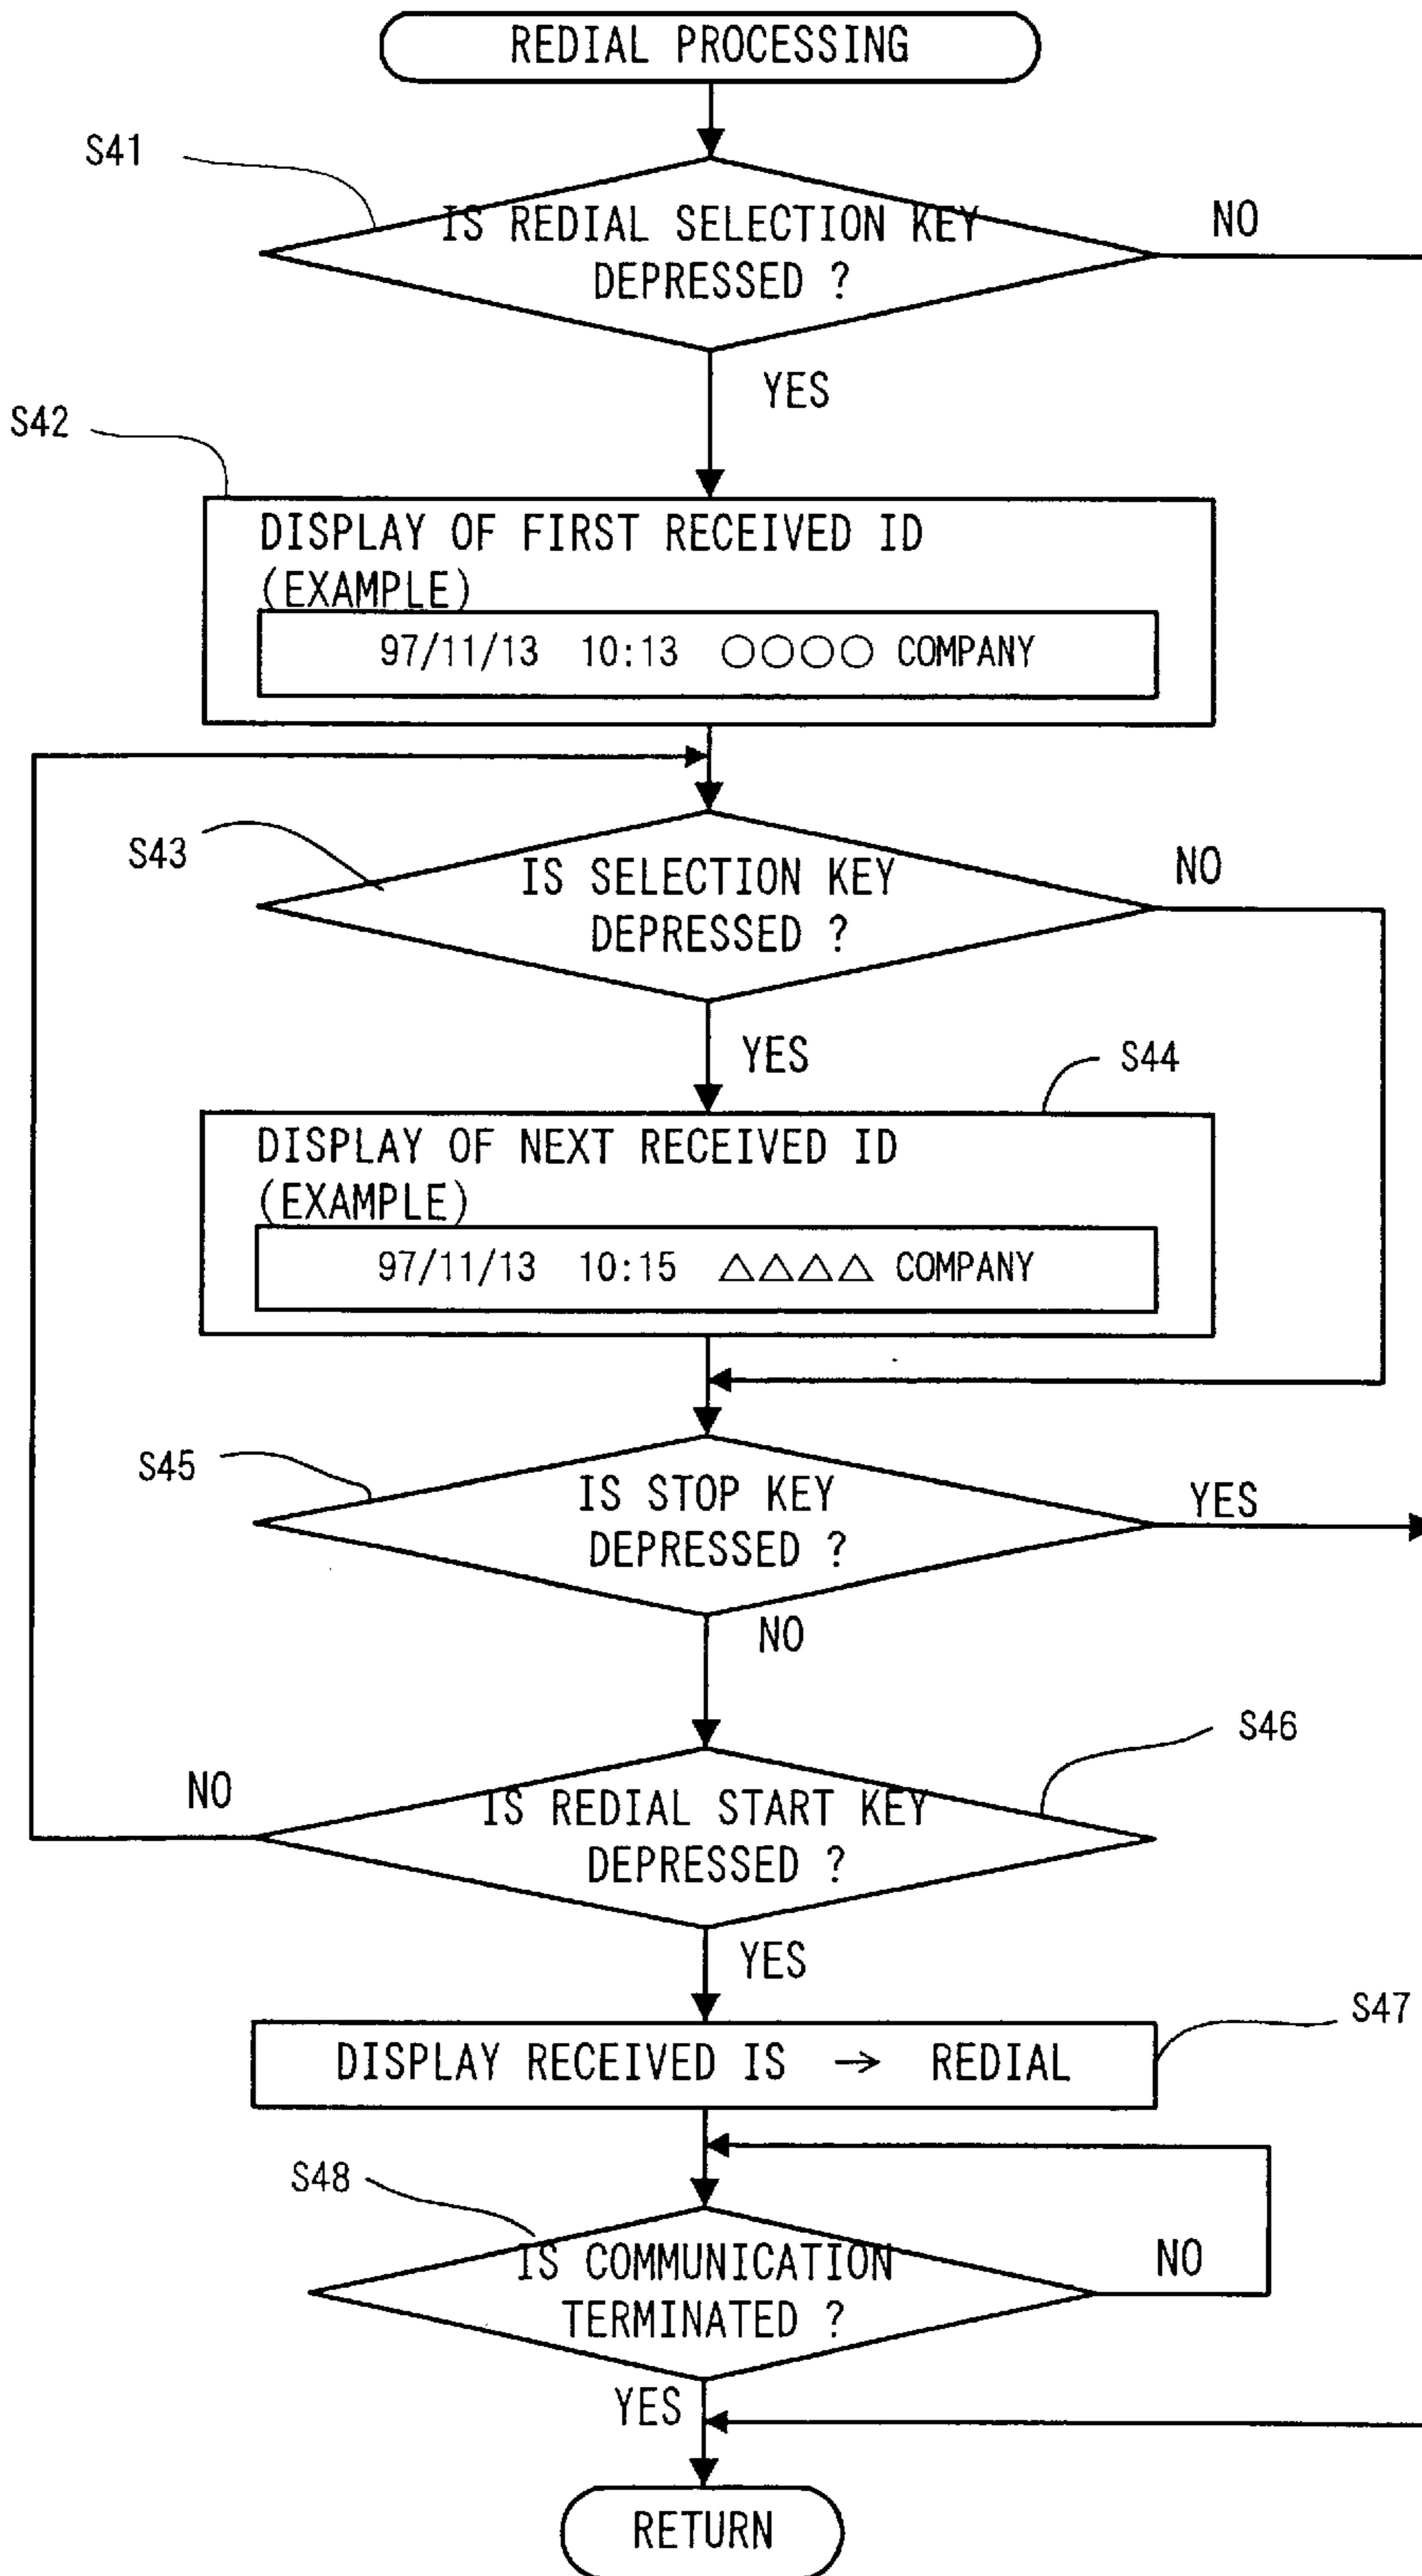 REDIAL PROCESSING
S41
IS REDIAL SELECTION KEY
DEPRESSED ?
NO
YES
S42
DISPLAY OF FIRST RECEIVED ID
(EXAMPLE)
97/11/13 10:13 ○○○○ COMPANY
S43
IS SELECTION KEY
DEPRESSED ?
NO
YES
S44
DISPLAY OF NEXT RECEIVED ID
(EXAMPLE)
97/11/13 10:15 △△△△ COMPANY
S45
IS STOP KEY
DEPRESSED ?
YES
NO
S46
NO
IS REDIAL START KEY
DEPRESSED ?
YES
S47
DISPLAY RECEIVED IS → REDIAL
S48
IS COMMUNICATION
TERMINATED ?
NO
YES
RETURN